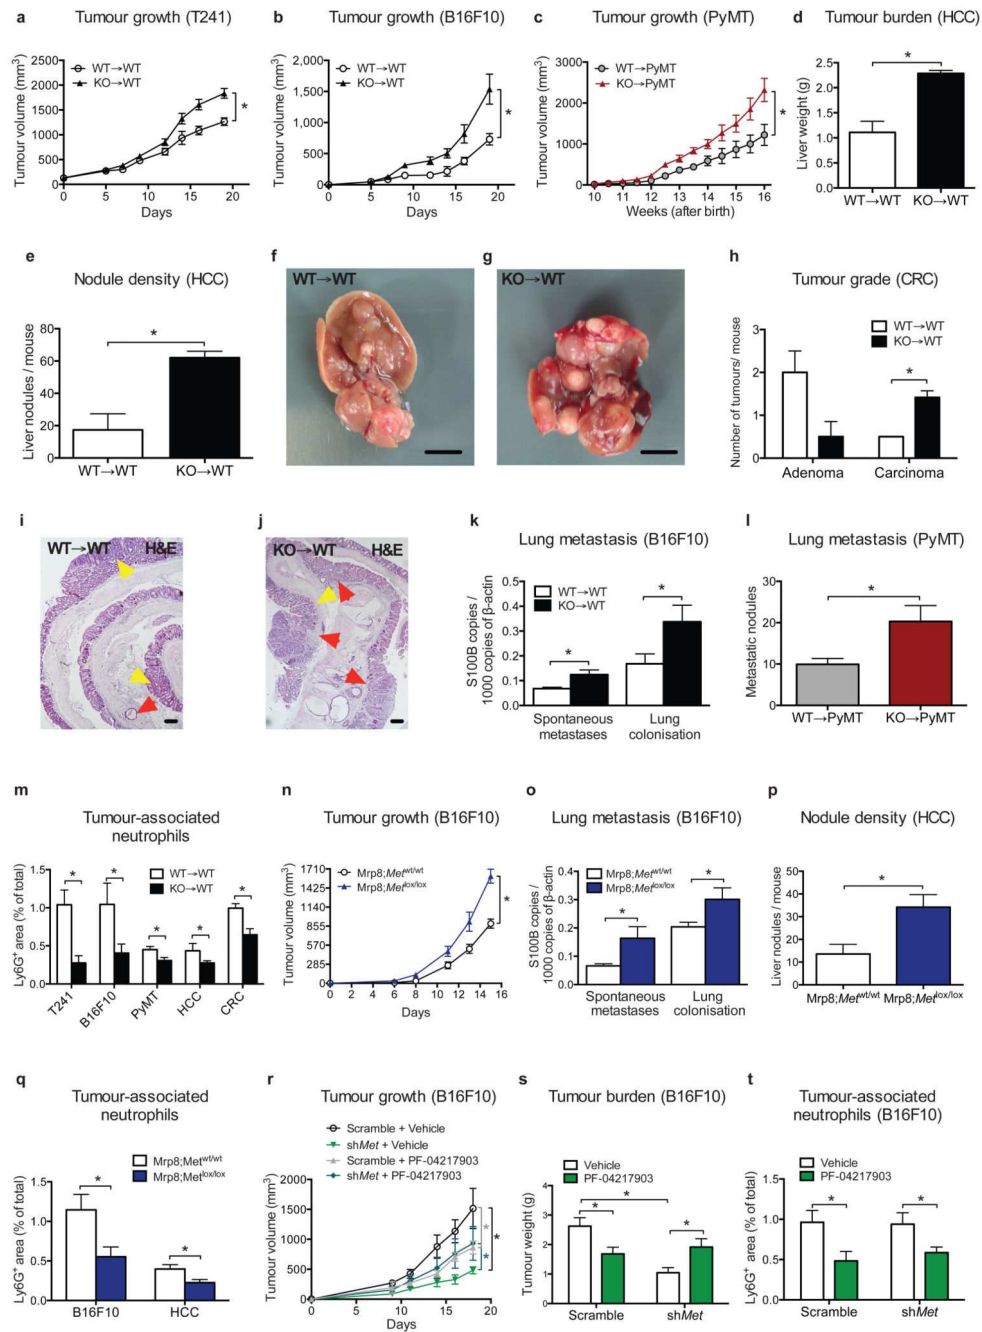 a Tumour growth (T241)
Tumour volume (mm³)
2500
2000
1500
1000
500
0
WT→WT
KO→WT
*
0 5 10 15 20
Days
b Tumour growth (B16F10)
Tumour volume (mm³)
2,000
1,500
1,000
500
0
WT→WT
KO→WT
*
0 5 10 15 20
Days
c Tumour growth (PyMT)
Tumour volume (mm³)
3000
2000
1000
0
WT→PyMT
KO→PyMT
*
10 11 12 13 14 15 16
Weeks (after birth)
d Tumour burden (HCC)
Liver weight (g)
2.5
2.0
1.5
1.0
0.5
0.0
*
WT→WT KO→WT
e
Nodule density (HCC)
Liver nodules / mouse
80
60
40
20
0
*
WT→WT KO→WT
f
WT→WT
g
KO→WT
h
Tumour grade (CRC)
Number of tumours/ mouse
3
2
1
0
WT→WT
KO→WT
*
Adenoma Carcinoma
i
WT→WT H&E
j
KO→WT H&E
k
Lung metastasis (B16F10)
S100B copies /
1000 copies of β-actin
0.5
0.4
0.3
0.2
0.1
0.0
WT→WT
KO→WT
* *
Spontaneous
metastases
Lung
colonisation
l
Lung metastasis (PyMT)
Metastatic nodules
30
20
10
0
*
WT→PyMT KO→PyMT
m
Tumour-associated
neutrophils
Ly6G⁺ area (% of total)
1.5
1.0
0.5
0.0
WT→WT
KO→WT
* * * * *
T241 B16F10 PyMT HCC CRC
n
Tumour growth (B16F10)
Tumour volume (mm³)
1710
1425
1140
855
570
285
0
Mrp8;Metwt/wt
Mrp8;Metlox/lox
*
0 2 4 6 8 10 12 14 16
Days
o
Lung metastasis (B16F10)
S100B copies /
1000 copies of β-actin
0.4
0.3
0.2
0.1
0.0
Mrp8;Metwt/wt
Mrp8;Metlox/lox
* *
Spontaneous
metastases
Lung
colonisation
p
Nodule density (HCC)
Liver nodules / mouse
50
40
30
20
10
0
*
Mrp8;Metwt/wt Mrp8;Metlox/lox
q
Tumour-associated
neutrophils
Ly6G⁺ area (% of total)
1.5
1.0
0.5
0.0
Mrp8;Metwt/wt
Mrp8;Metlox/lox
* *
B16F10 HCC
r
Tumour growth (B16F10)
Scramble + Vehicle
shMet + Vehicle
Scramble + PF-04217903
shMet + PF-04217903
Tumour volume (mm³)
2000
1500
1000
500
0
* * *
0 5 10 15 20
Days
s
Tumour burden (B16F10)
Vehicle
PF-04217903
Tumour weight (g)
4
3
2
1
0
* * *
Scramble shMet
t
Tumour-associated
neutrophils (B16F10)
Vehicle
PF-04217903
Ly6G⁺ area (% of total)
1.5
1.0
0.5
0.0
* *
Scramble shMet